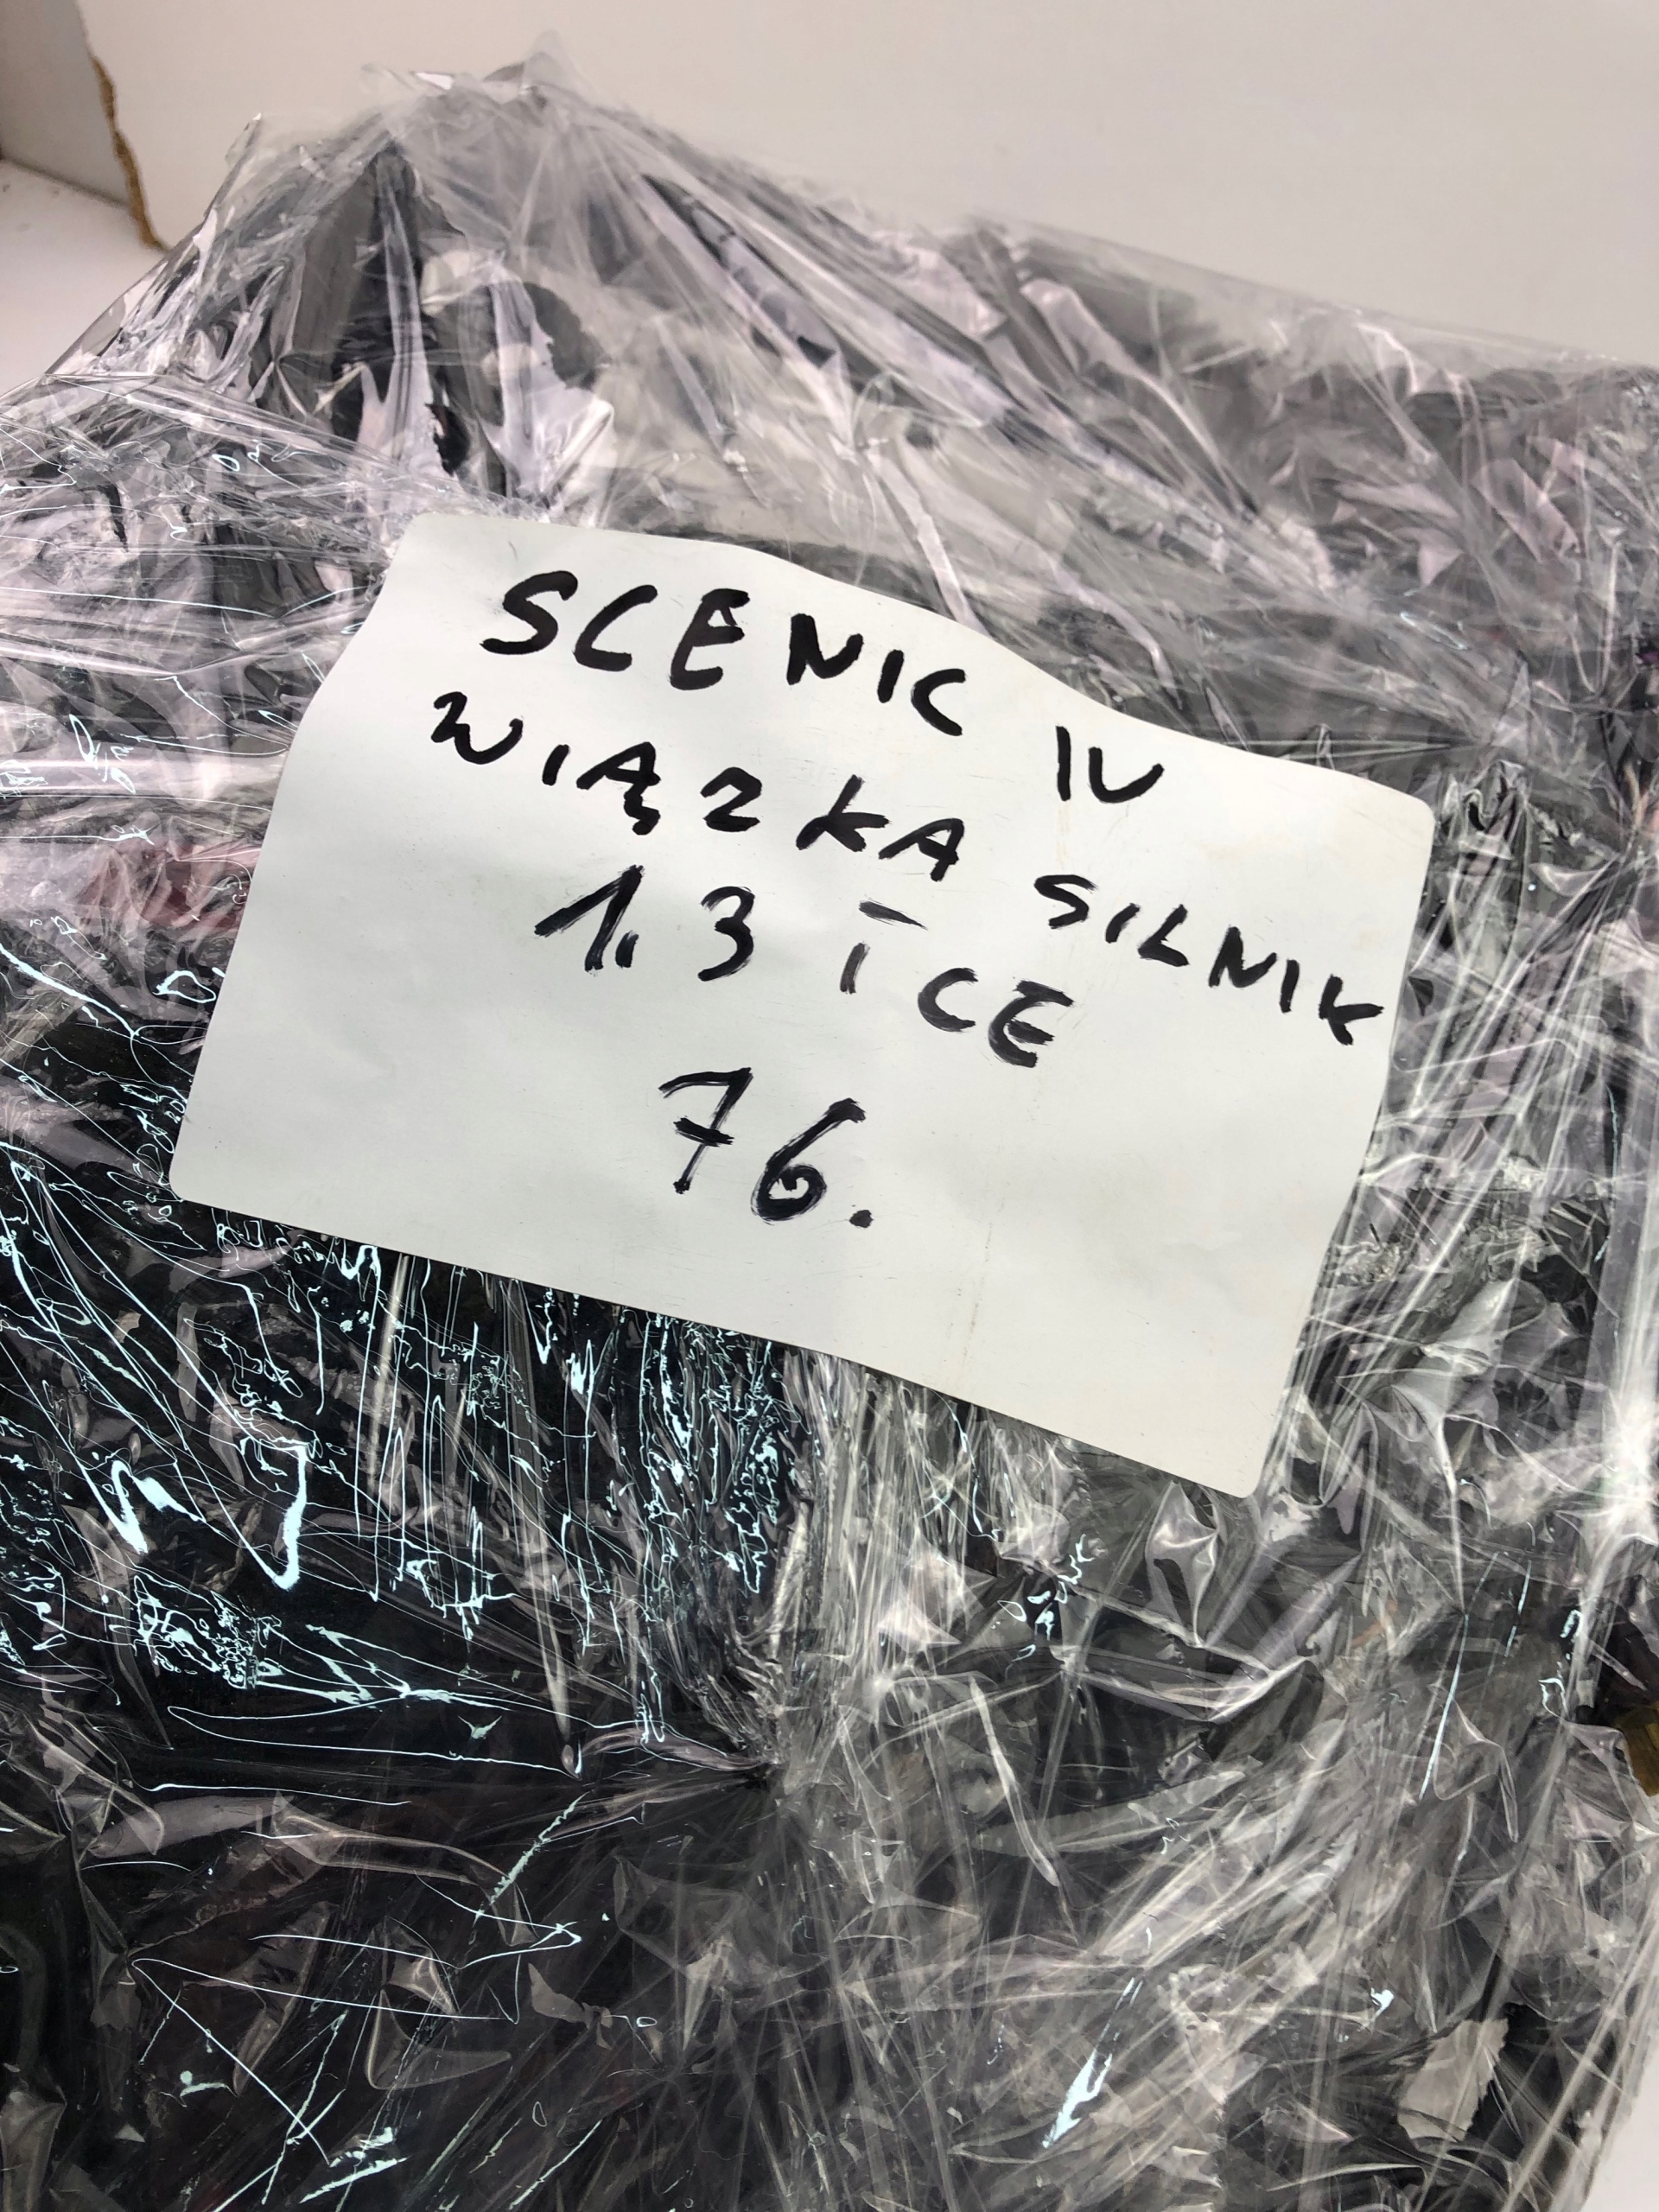 SCENIC IV
WIĄZKA SILNIK
1.3 TCE
76.